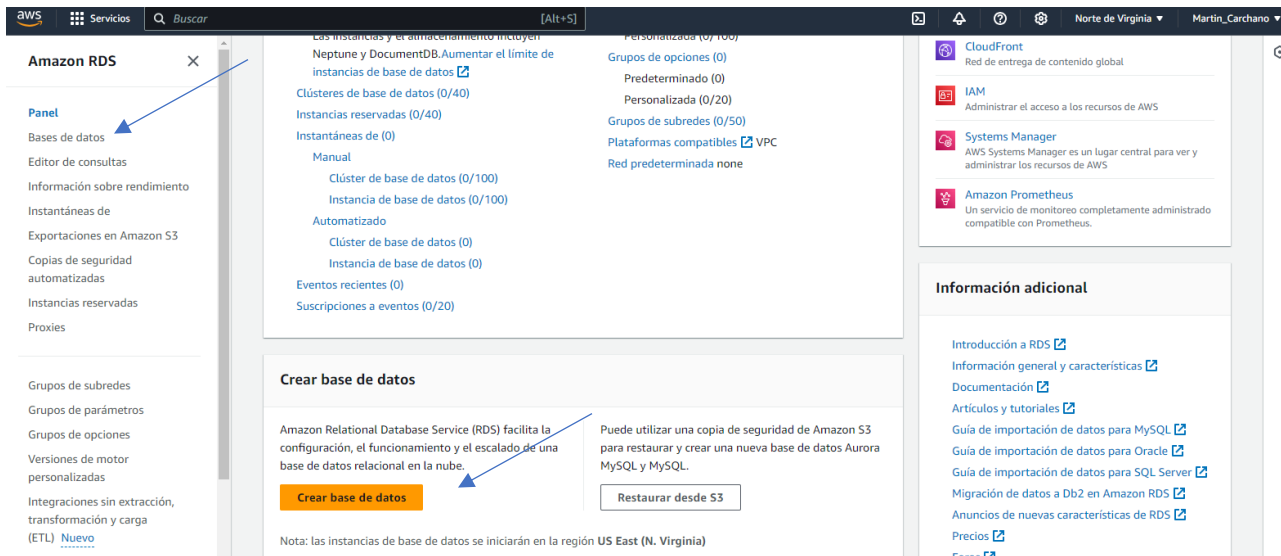 aws
Servicios
Buscar
[Alt+S]
Norte de Virginia
Martin_Carchano
Amazon RDS
Panel
Bases de datos
Editor de consultas
Información sobre rendimiento
Instantáneas de
Exportaciones en Amazon S3
Copias de seguridad
automatizadas
Instancias reservadas
Proxies
Grupos de subredes
Grupos de parámetros
Grupos de opciones
Versiones de motor
personalizadas
Integraciones sin extracción,
transformación y carga
(ETL) Nuevo
Las instancias y el almacenamiento incluyen
Neptune y DocumentDB.Aumentar el límite de
instancias de base de datos
Clústeres de base de datos (0/40)
Instancias reservadas (0/40)
Instantáneas de (0)
Manual
Clúster de base de datos (0/100)
Instancia de base de datos (0/100)
Automatizado
Clúster de base de datos (0)
Instancia de base de datos (0)
Eventos recientes (0)
Suscripciones a eventos (0/20)
Personalizada (0/100)
Grupos de opciones (0)
Predeterminado (0)
Personalizada (0/20)
Grupos de subredes (0/50)
Plataformas compatibles VPC
Red predeterminada none
Crear base de datos
Amazon Relational Database Service (RDS) facilita la
configuración, el funcionamiento y el escalado de una
base de datos relacional en la nube.
Crear base de datos
Puede utilizar una copia de seguridad de Amazon S3
para restaurar y crear una nueva base de datos Aurora
MySQL y MySQL.
Restaurar desde S3
Nota: las instancias de base de datos se iniciarán en la región US East (N. Virginia)
CloudFront
Red de entrega de contenido global
IAM
Administrar el acceso a los recursos de AWS
Systems Manager
AWS Systems Manager es un lugar central para ver y
administrar los recursos de AWS
Amazon Prometheus
Un servicio de monitoreo completamente administrado
compatible con Prometheus.
Información adicional
Introducción a RDS
Información general y características
Documentación
Artículos y tutoriales
Guía de importación de datos para MySQL
Guía de importación de datos para Oracle
Guía de importación de datos para SQL Server
Migración de datos a Db2 en Amazon RDS
Anuncios de nuevas características de RDS
Precios